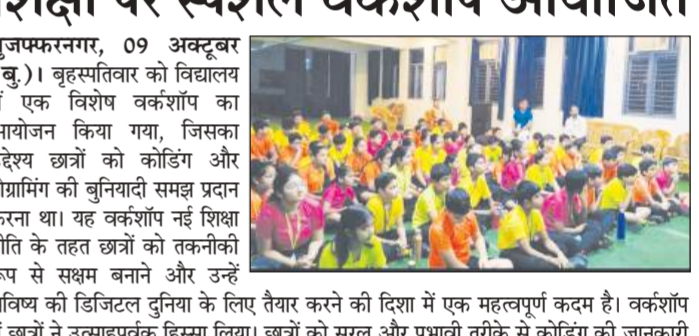 शिक्षा पर स्पेशल वर्कशॉप आयोजित
मुजफ्फरनगर, 09 अक्टूबर
(बु.)। बृहस्पतिवार को विद्यालय
में एक विशेष वर्कशॉप का
आयोजन किया गया, जिसका
उद्देश्य छात्रों को कोडिंग और
प्रोग्रामिंग की बुनियादी समझ प्रदान
करना था। यह वर्कशॉप नई शिक्षा
नीति के तहत छात्रों को तकनीकी
रूप से सक्षम बनाने और उन्हें
भविष्य की डिजिटल दुनिया के लिए तैयार करने की दिशा में एक महत्वपूर्ण कदम है। वर्कशॉप
में छात्रों ने उत्साहपूर्वक हिस्सा लिया। छात्रों को सरल और प्रभावी तरीके से कोडिंग की जानकारी